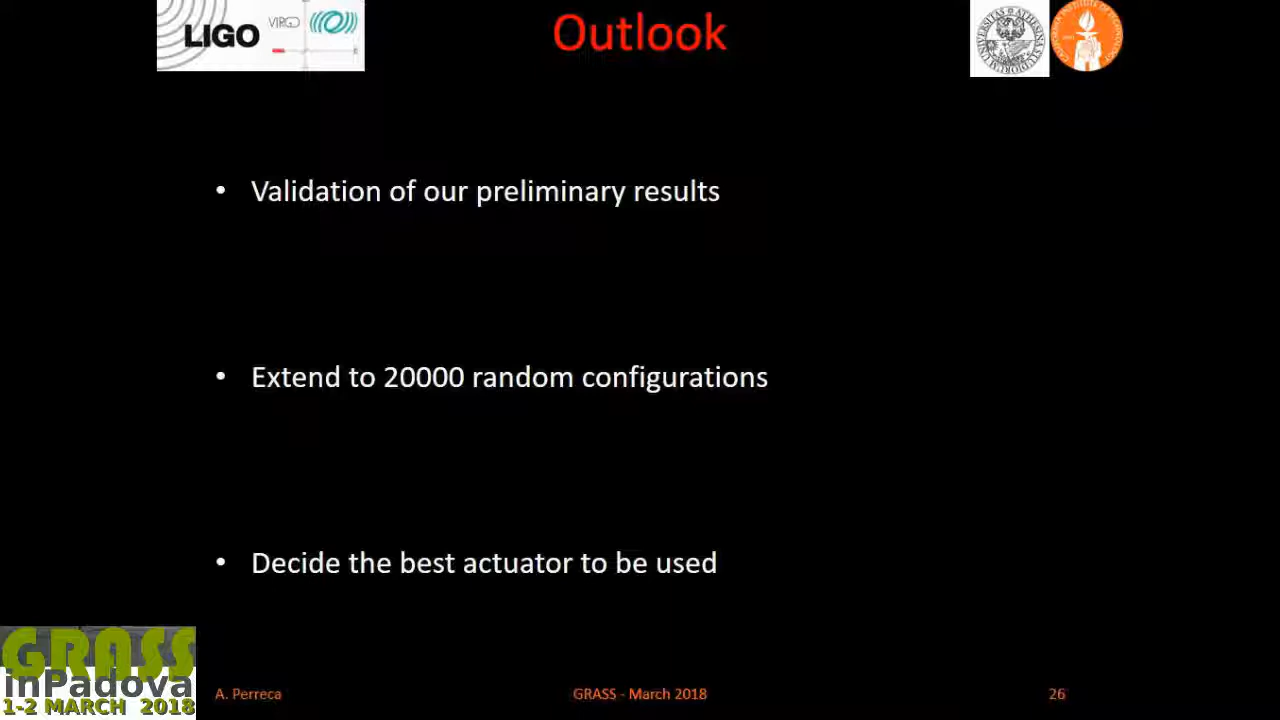 LIGO
VIRGO
Outlook
• Validation of our preliminary results
• Extend to 20000 random configurations
• Decide the best actuator to be used
GRASS
inPadova
1-2 MARCH 2018
A. Perreca
GRASS - March 2018
26